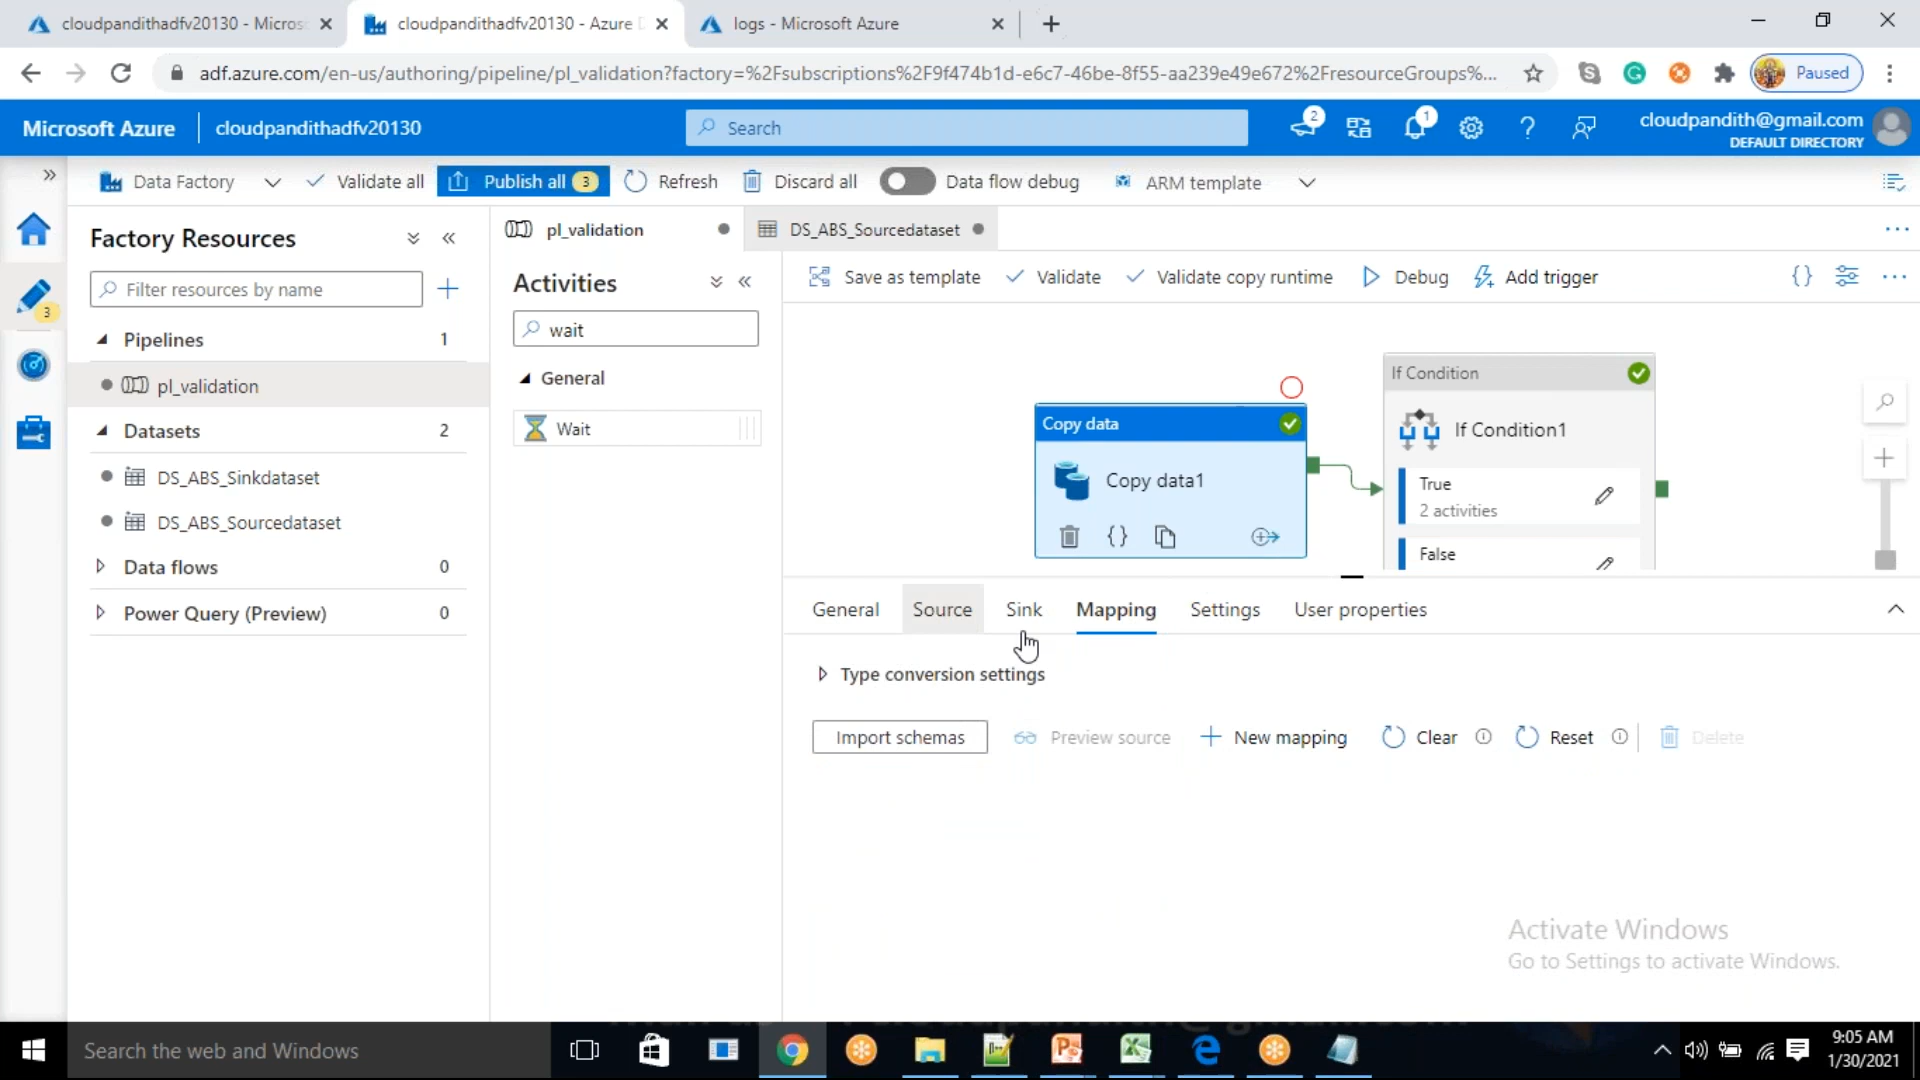 cloudpandithadfv20130 - Micros
cloudpandithadfv20130 - Azure D
logs - Microsoft Azure
adf.azure.com/en-us/authoring/pipeline/pl_validation?factory=%2Fsubscriptions%2F9f474b1d-e6c7-46be-8f55-aa239e49e672%2FresourceGroups%...
Paused
Microsoft Azure
cloudpandithadfv20130
Search
2
1
cloudpandith@gmail.com
DEFAULT DIRECTORY
Data Factory
Validate all
Publish all 3
Refresh
Discard all
Data flow debug
ARM template
3
Factory Resources
Filter resources by name
Pipelines 1
pl_validation
Datasets 2
DS_ABS_Sinkdataset
DS_ABS_Sourcedataset
Data flows 0
Power Query (Preview) 0
pl_validation
DS_ABS_Sourcedataset
Activities
wait
General
Wait
Save as template
Validate
Validate copy runtime
Debug
Add trigger
Copy data
Copy data1
If Condition
If Condition1
True
2 activities
False
General
Source
Sink
Mapping
Settings
User properties
Type conversion settings
Import schemas
Preview source
New mapping
Clear
Reset
Delete
Activate Windows
Go to Settings to activate Windows.
Search the web and Windows
9:05 AM
1/30/2021